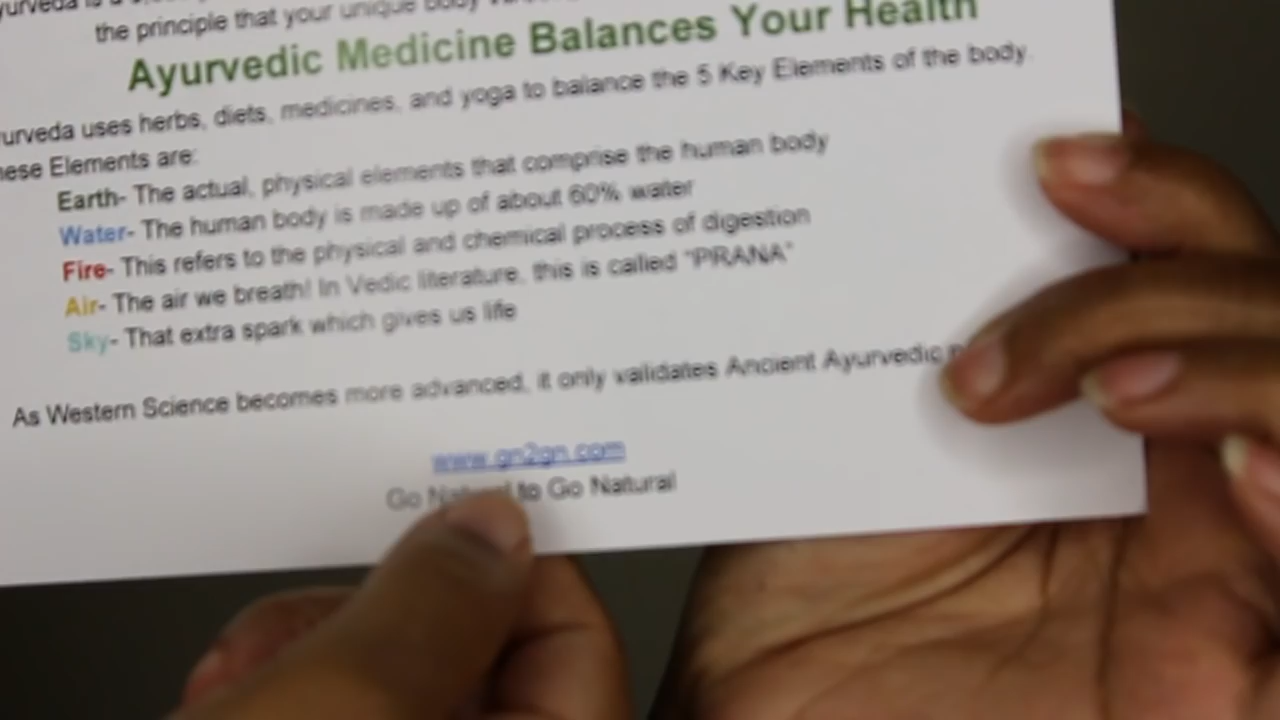 the principle that your unique body
Ayurvedic Medicine Balances Your Health
urveda uses herbs, diets, medicines, and yoga to balance the 5 Key Elements of the body.
hese Elements are:
Earth- The actual, physical elements that comprise the human body
Water- The human body is made up of about 60% water
Fire- This refers to the physical and chemical process of digestion
Air- The air we breath! In Vedic literature, this is called "PRANA"
Sky- That extra spark which gives us life
As Western Science becomes more advanced, it only validates Ancient Ayurvedic
www.gn2gn.com
Go Natural to Go Natural